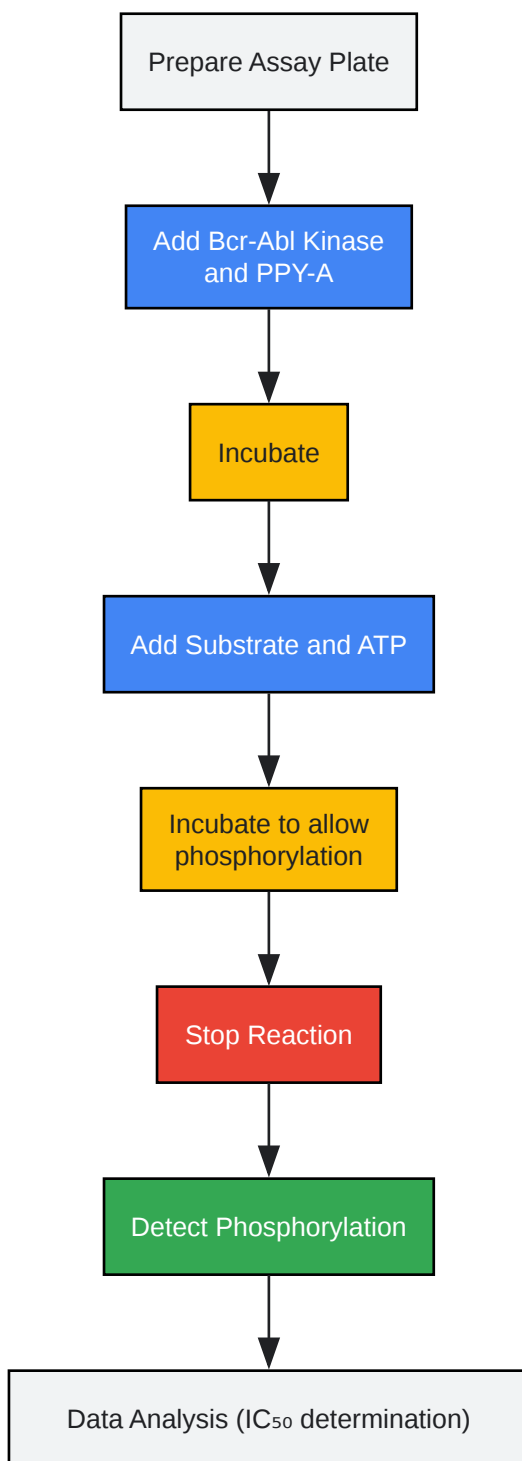 Prepare Assay Plate
Add Bcr-Abl Kinase
and PPY-A
Incubate
Add Substrate and ATP
Incubate to allow
phosphorylation
Stop Reaction
Detect Phosphorylation
Data Analysis (IC₅₀ determination)